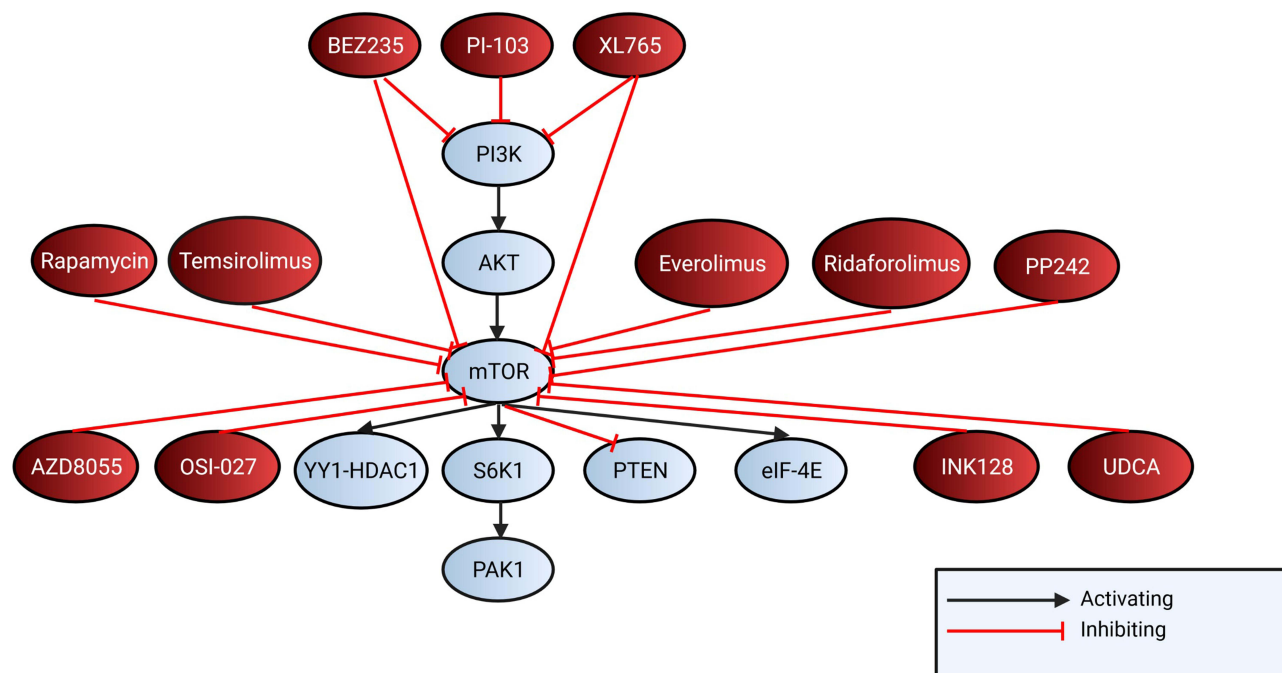 BEZ235
PI-103
XL765
PI3K
Rapamycin
Temsirolimus
AKT
Everolimus
Ridaforolimus
PP242
mTOR
AZD8055
OSI-027
YY1-HDAC1
S6K1
PTEN
eIF-4E
INK128
UDCA
PAK1
Activating
Inhibiting